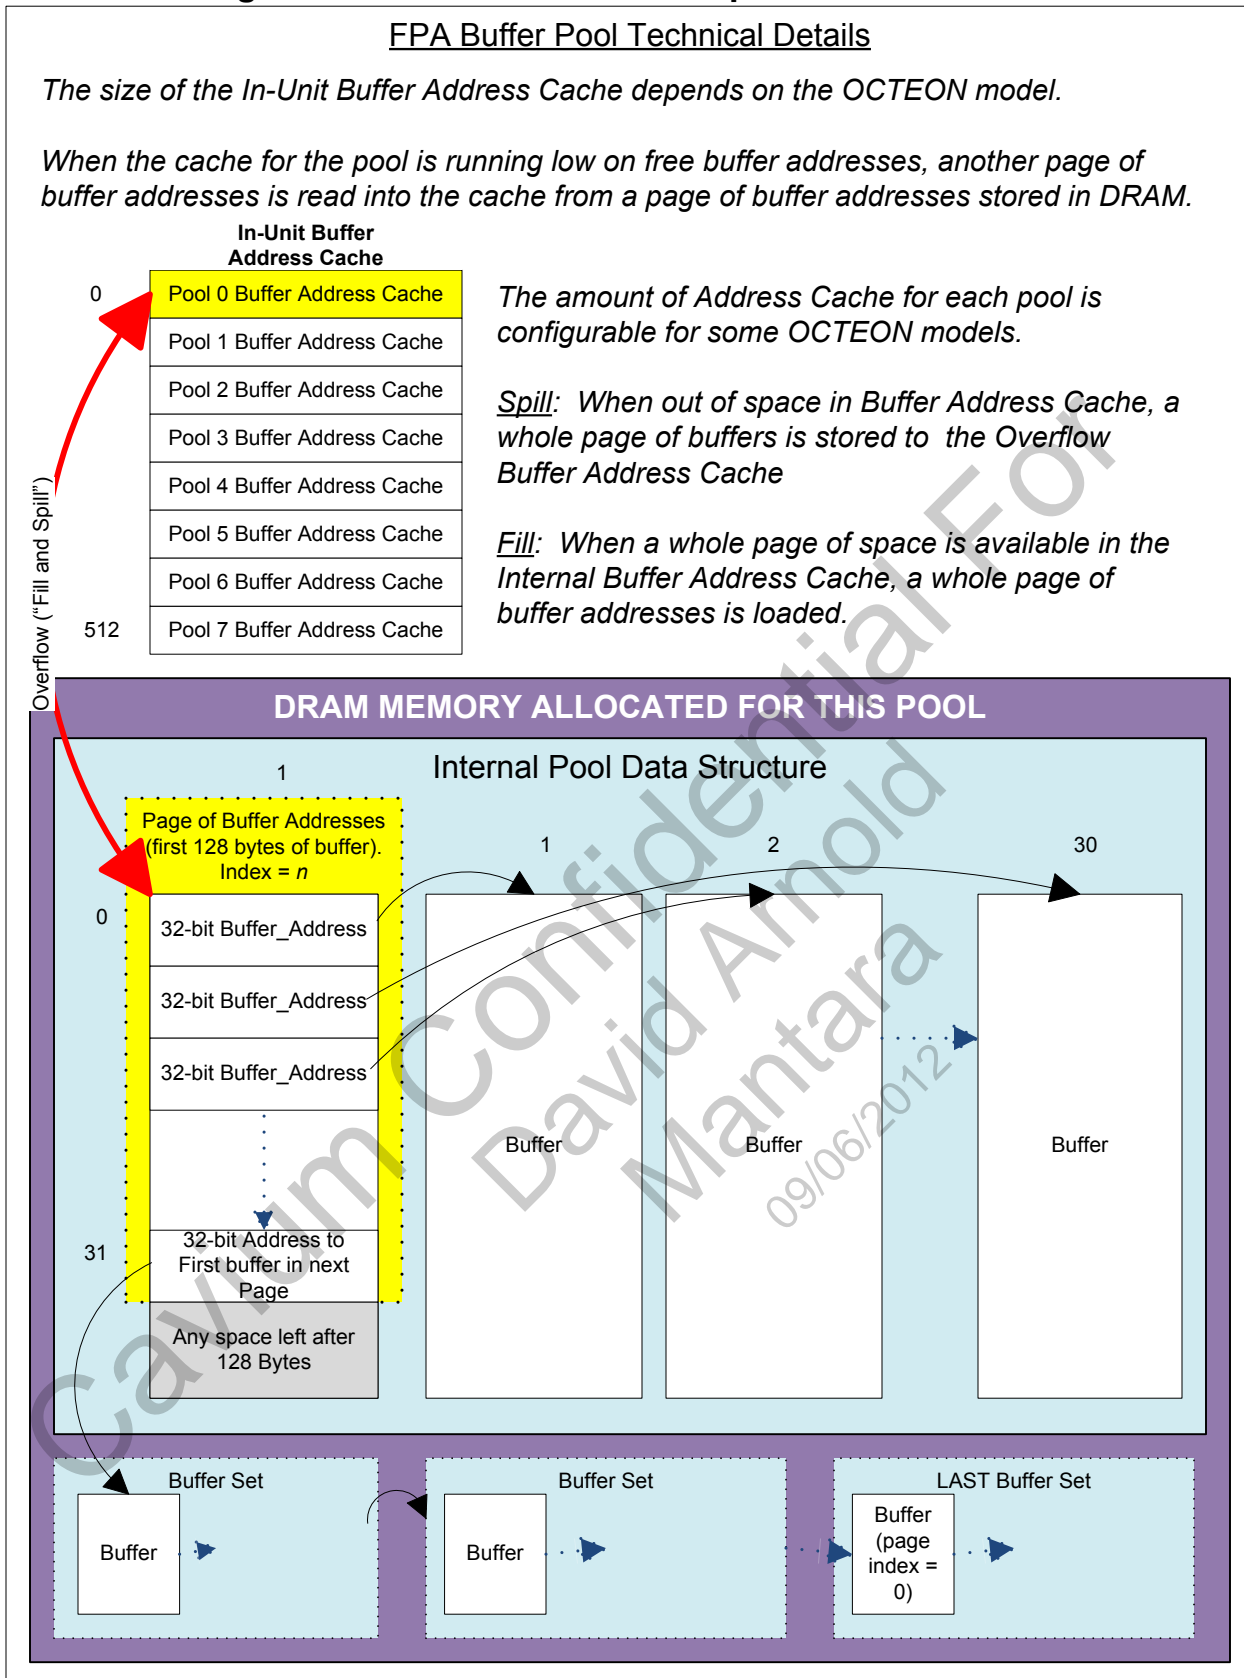 FPA Buffer Pool Technical Details
The size of the In-Unit Buffer Address Cache depends on the OCTEON model.
When the cache for the pool is running low on free buffer addresses, another page of
buffer addresses is read into the cache from a page of buffer addresses stored in DRAM.
In-Unit Buffer
Address Cache
0
Pool 0 Buffer Address Cache
Pool 1 Buffer Address Cache
Pool 2 Buffer Address Cache
Pool 3 Buffer Address Cache
Pool 4 Buffer Address Cache
Pool 5 Buffer Address Cache
Pool 6 Buffer Address Cache
512
Pool 7 Buffer Address Cache
The amount of Address Cache for each pool is
configurable for some OCTEON models.
Spill: When out of space in Buffer Address Cache, a
whole page of buffers is stored to the Overflow
Buffer Address Cache
Fill: When a whole page of space is available in the
Internal Buffer Address Cache, a whole page of
buffer addresses is loaded.
Overflow ("Fill and Spill")
DRAM MEMORY ALLOCATED FOR THIS POOL
Internal Pool Data Structure
1
Page of Buffer Addresses
(first 128 bytes of buffer).
Index = n
1
2
30
0
32-bit Buffer_Address
32-bit Buffer_Address
32-bit Buffer_Address
31
32-bit Address to
First buffer in next
Page
Any space left after
128 Bytes
Buffer
Buffer
Buffer
Buffer Set
Buffer
Buffer Set
Buffer
LAST Buffer Set
Buffer
(page
index =
0)
Cavium Confidential For
David Arnold
Mantara
09/06/2012